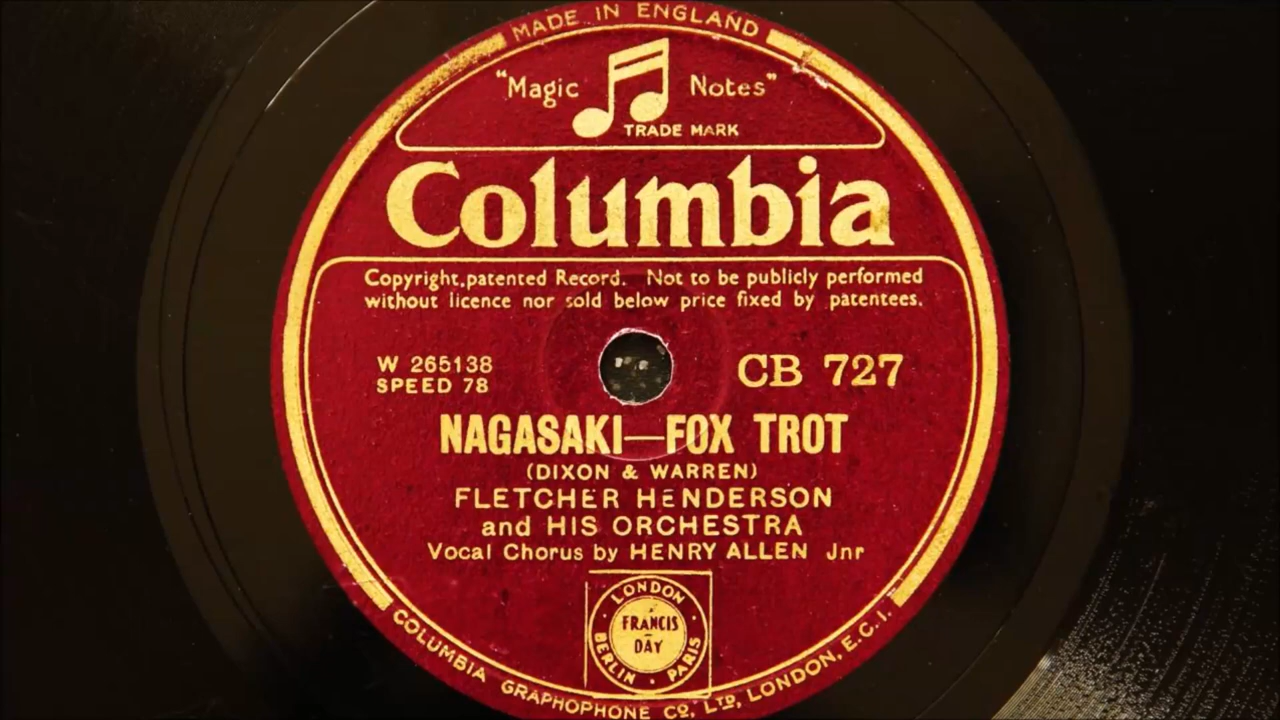 MADE IN ENGLAND
"Magic Notes"
TRADE MARK
Columbia
Copyright, patented Record. Not to be publicly performed
without licence nor sold below price fixed by patentees.
W 265138
SPEED 78
CB 727
NAGASAKI—FOX TROT
(DIXON & WARREN)
FLETCHER HENDERSON
and HIS ORCHESTRA
Vocal Chorus by HENRY ALLEN Jnr
LONDON
FRANCIS
DAY
BERLIN · PARIS
COLUMBIA GRAPHOPHONE CO, LTD, LONDON, E.C.1.